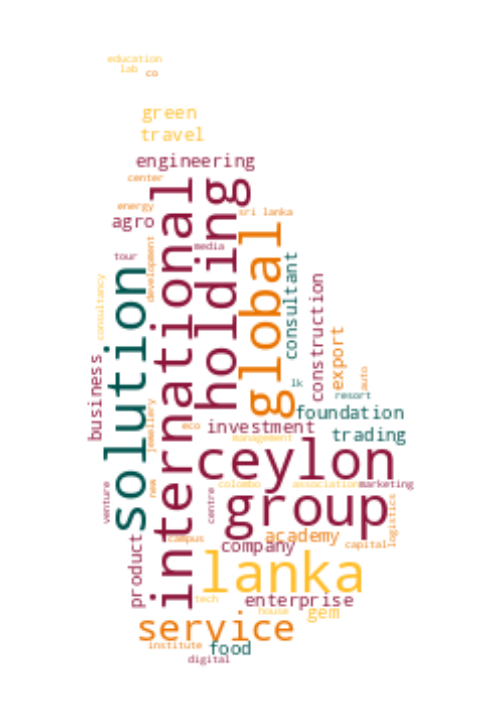 education
lab co
green
travel
engineering
center
energy
agro
sri lanka
international
holding
global
solution
tour
media
development
consultancy
consultant
construction
export
business
lk
auto
resort
jewellery
eco
foundation
investment
management
trading
ceylon
venture
new
colombo
centre
association
marketing
group
logistics
product
campus
academy
company
capital
lanka
tech
enterprise
house
gem
service
institute
food
digital